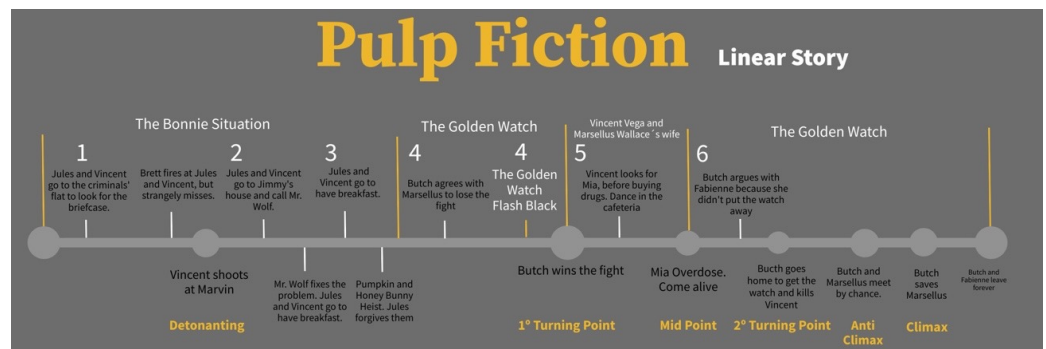 Pulp Fiction
Linear Story
The Bonnie Situation
The Golden Watch
Vincent Vega and
Marsellus Wallace´s wife
The Golden Watch
1
Jules and Vincent
go to the criminals'
flat to look for the
briefcase.
Brett fires at Jules
and Vincent, but
strangely misses.
2
Jules and Vincent
go to Jimmy's
house and call Mr.
Wolf.
3
Jules and
Vincent go to
have breakfast.
4
Butch agrees with
Marsellus to lose the
fight
4
The Golden
Watch
Flash Black
5
Vincent looks for
Mia, before buying
drugs. Dance in the
cafeteria
6
Butch argues with
Fabienne because she
didn't put the watch
away
Vincent shoots
at Marvin
Detonanting
Mr. Wolf fixes the
problem. Jules
and Vincent go to
have breakfast.
Pumpkin and
Honey Bunny
Heist. Jules
forgives them
Butch wins the fight
1º Turning Point
Mia Overdose.
Come alive
Mid Point
Bucth goes
home to get the
watch and kills
Vincent
2º Turning Point
Butch and
Marsellus meet
by chance.
Anti
Climax
Butch
saves
Marsellus
Climax
Butch and
Fabienne leave
forever